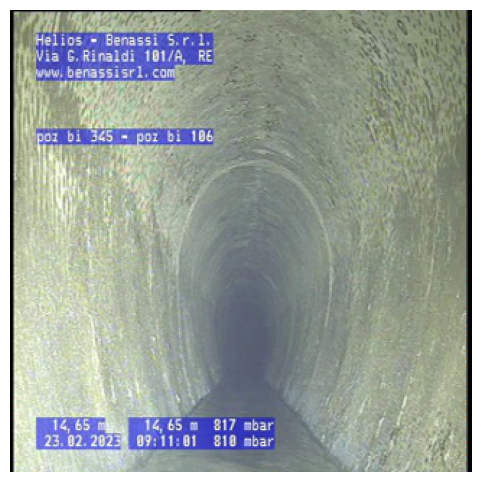 Helios - Benassi S.r.l.
Via G.Rinaldi 101/A, RE
www.benassisrl.com
poz bi 345 - poz bi 106
14,65 m 14,65 m 817 mbar
23.02.2023 09:11:01 810 mbar